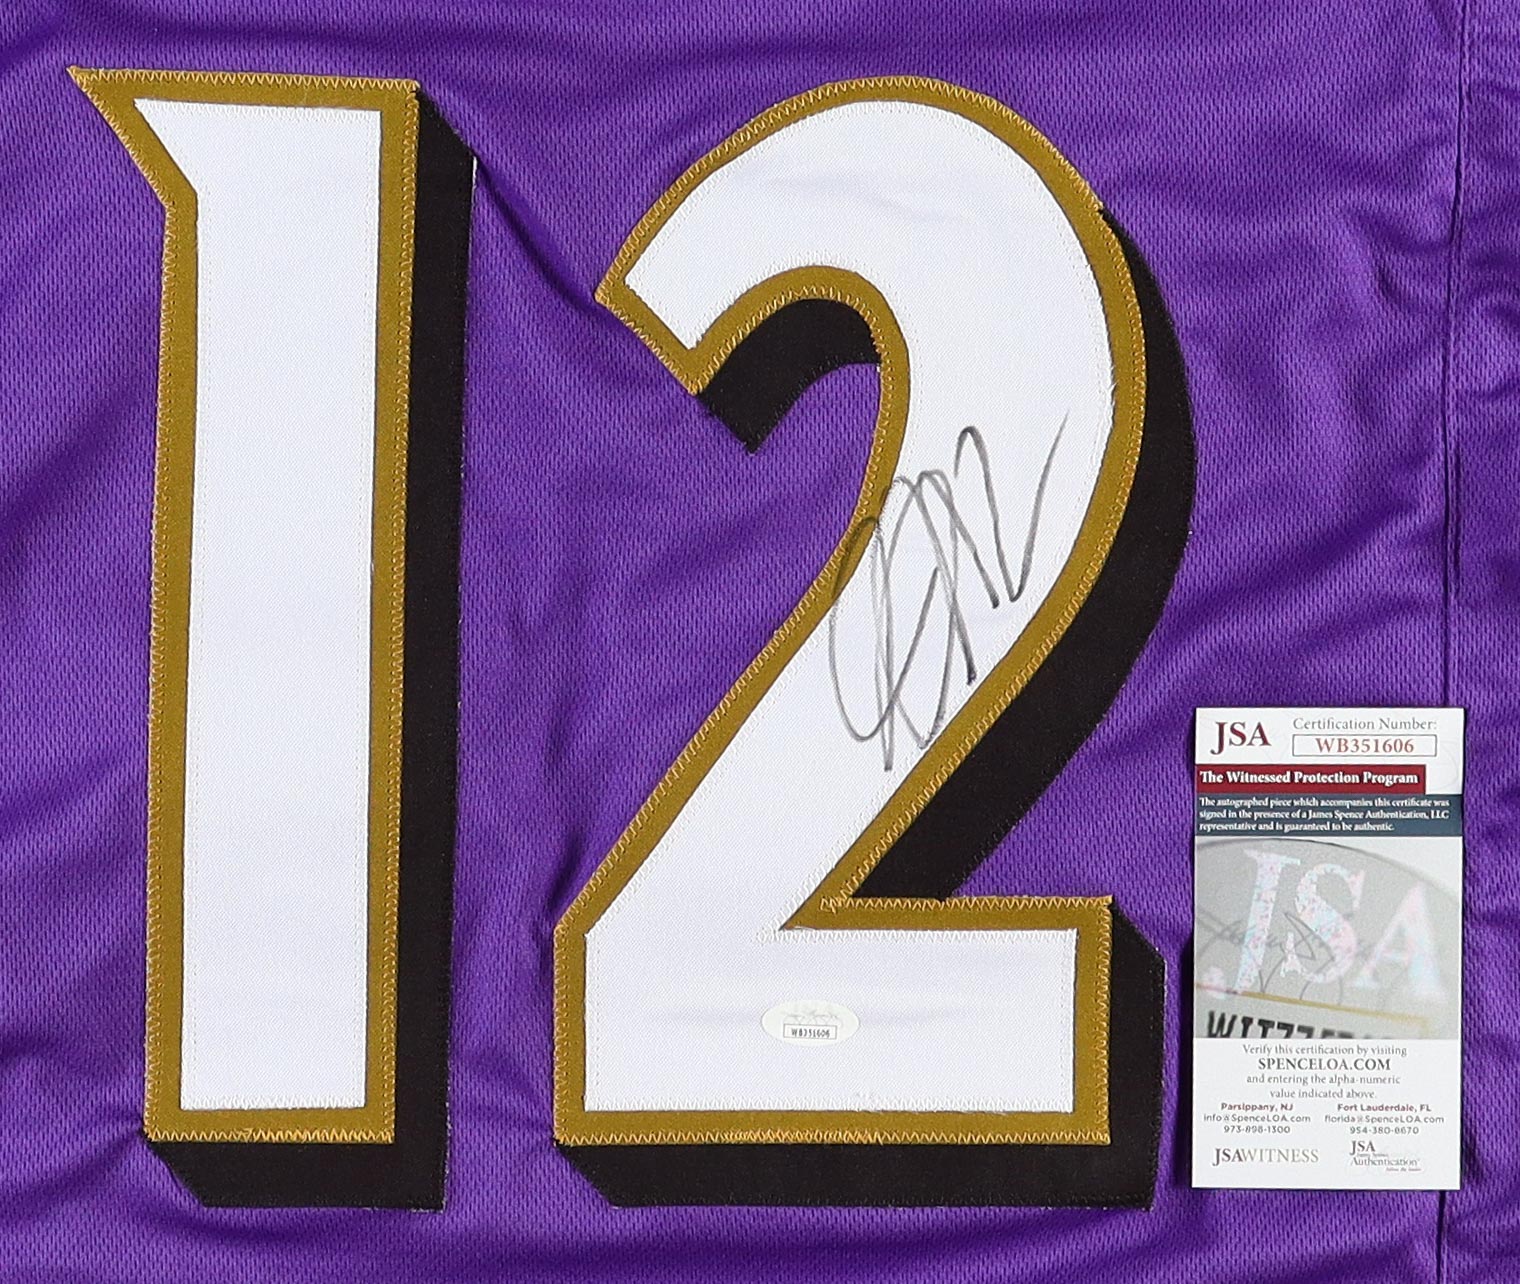 12
WB351606
JSA
Certification Number:
WB351606
The Witnessed Protection Program
The autographed piece which accompanies this certificate was
signed in the presence of a James Spence Authentication, LLC
representative and is guaranteed to be authentic.
JSA
Verify this certification by visiting
SPENCELOA.COM
and entering the alpha-numeric
value indicated above.
Parsippany, NJ Fort Lauderdale, FL
info@SpenceLOA.com florida@SpenceLOA.com
973-898-1300 954-380-8670
JSAWITNESS JSA
Authentication